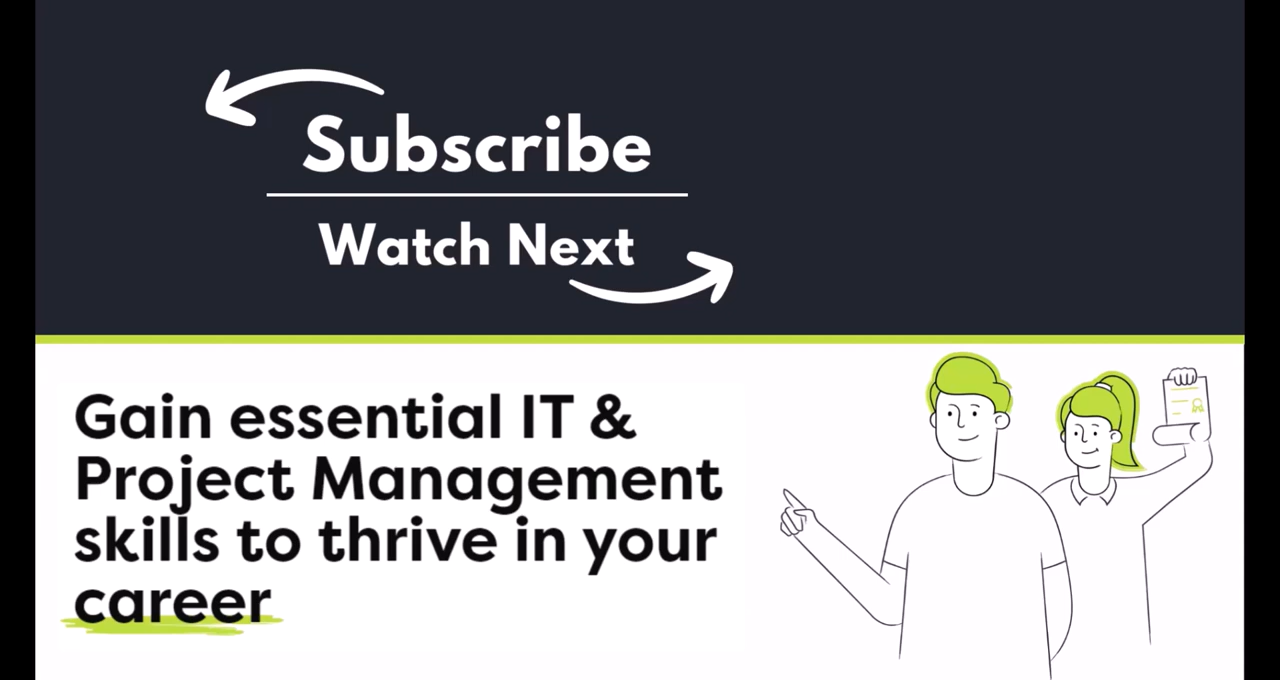 Subscribe
Watch Next
Gain essential IT &
Project Management
skills to thrive in your
career